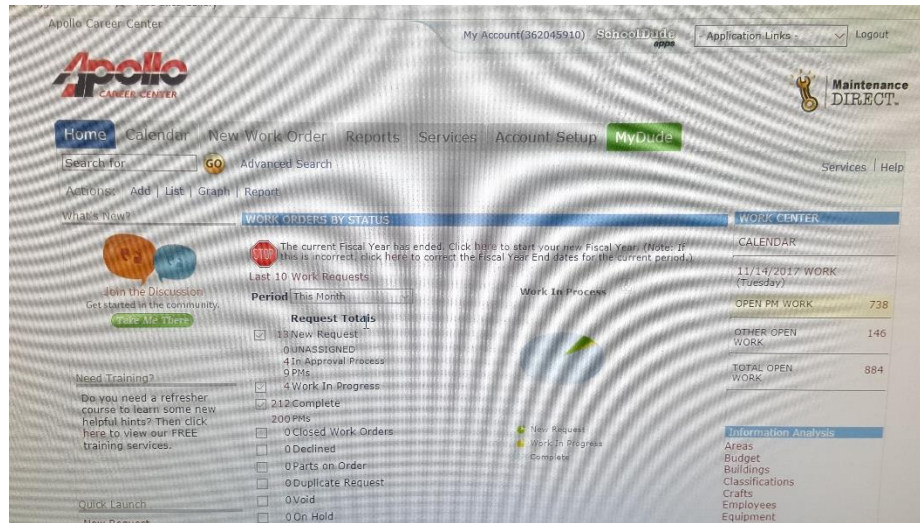 Apollo Career Center
My Account(362045910) SchoolDude apps - Application Links - Logout
Apollo
CAREER CENTER
Maintenance
DIRECT™
Home Calendar New Work Order Reports Services Account Setup MyDude
Search for GO Advanced Search
Services | Help
Actions: Add | List | Graph | Report
What's New?
Join the Discussion
Get started in the community.
Take Me There
Need Training?
Do you need a refresher
course to learn some new
helpful hints? Then click
here to view our FREE
training services.
Quick Launch
New Request
WORK ORDERS BY STATUS
STOP
The current Fiscal Year has ended. Click here to start your new Fiscal Year. (Note: If
this is incorrect, click here to correct the Fiscal Year End dates for the current period.)
Last 10 Work Requests
Period This Month
Request Totals
13 New Request
0 UNASSIGNED
4 In Approval Process
9 PMs
4 Work In Progress
212 Complete
200 PMs
0 Closed Work Orders
0 Declined
0 Parts on Order
0 Duplicate Request
0 Void
0 On Hold
Work In Process
New Request
Work In Progress
Complete
WORK CENTER
CALENDAR
11/14/2017 WORK
(Tuesday)
OPEN PM WORK 738
OTHER OPEN
WORK 146
TOTAL OPEN
WORK 884
Information Analysis
Areas
Budget
Buildings
Classifications
Crafts
Employees
Equipment